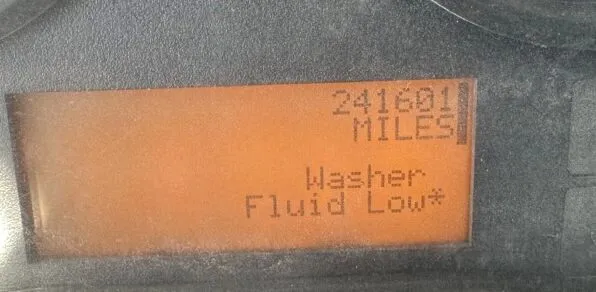 241601
MILES
Washer
Fluid Low*